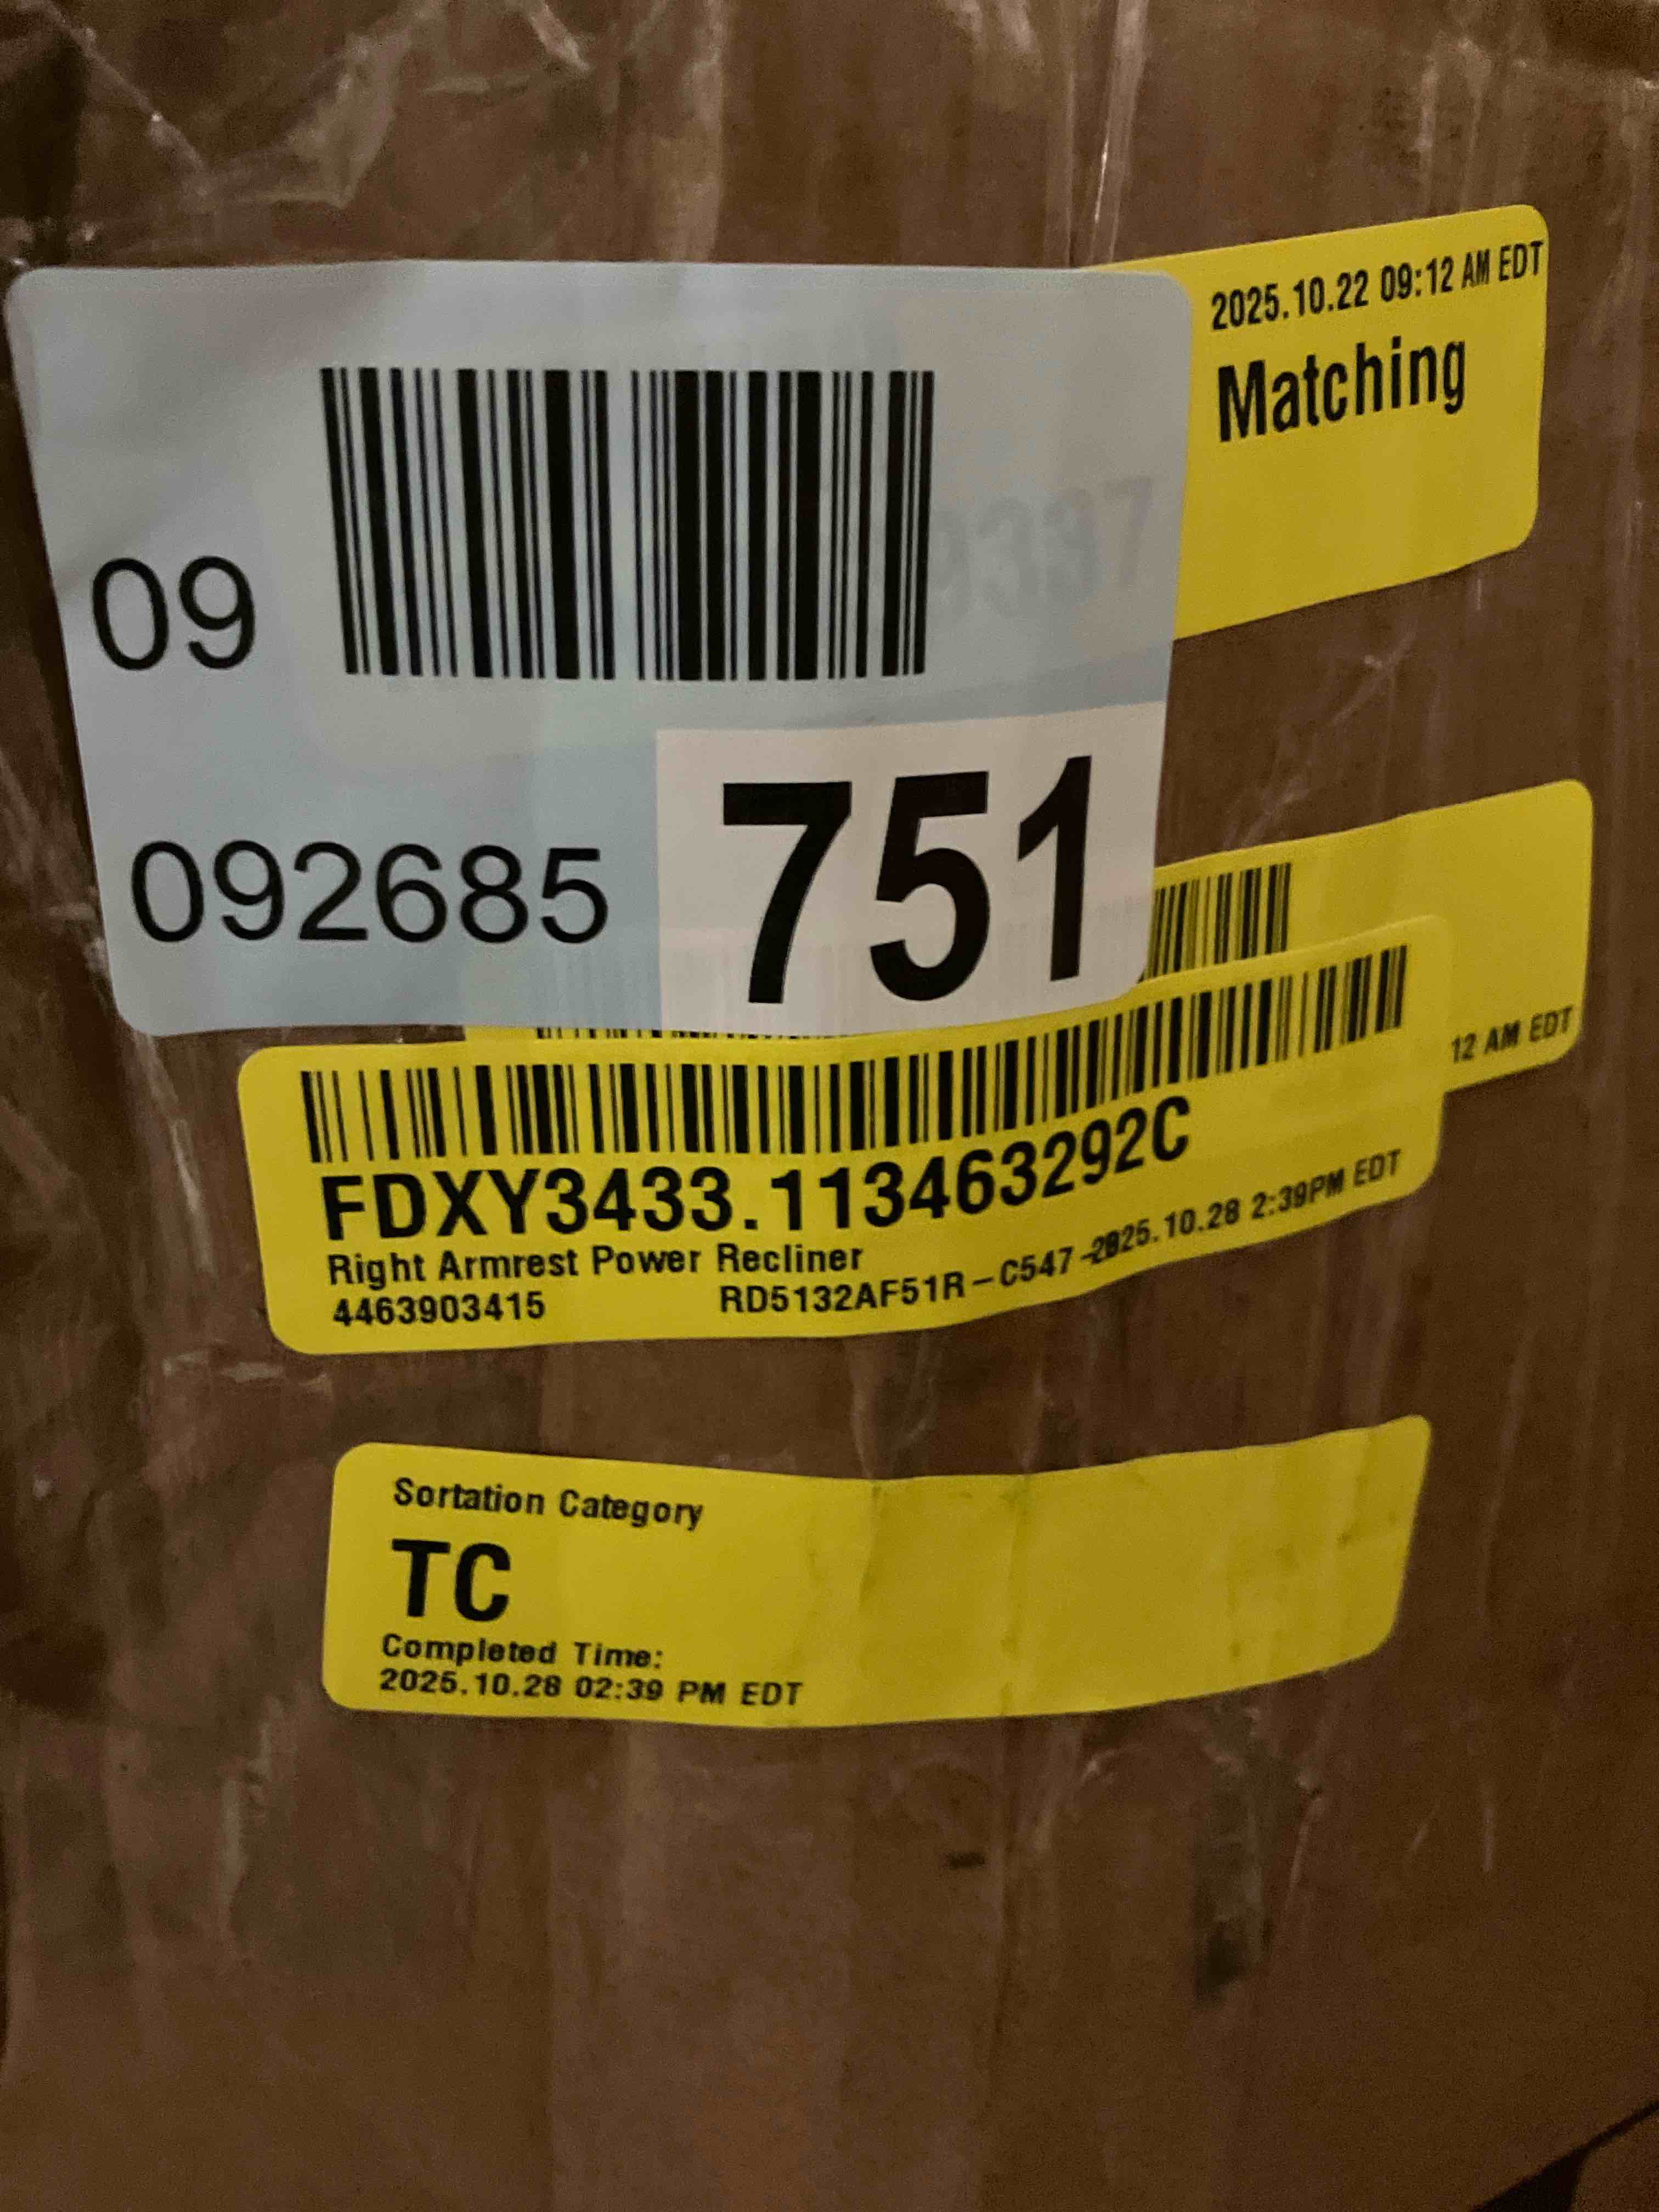 2025.10.22 09:12 AM EDT
Matching
09
092685
751
12 AM EDT
FDXY3433.113463292C
Right Armrest Power Recliner
4463903415 RD5132AF51R-C547 -2025.10.28 2:39PM EDT
Sortation Category
TC
Completed Time:
2025.10.28 02:39 PM EDT